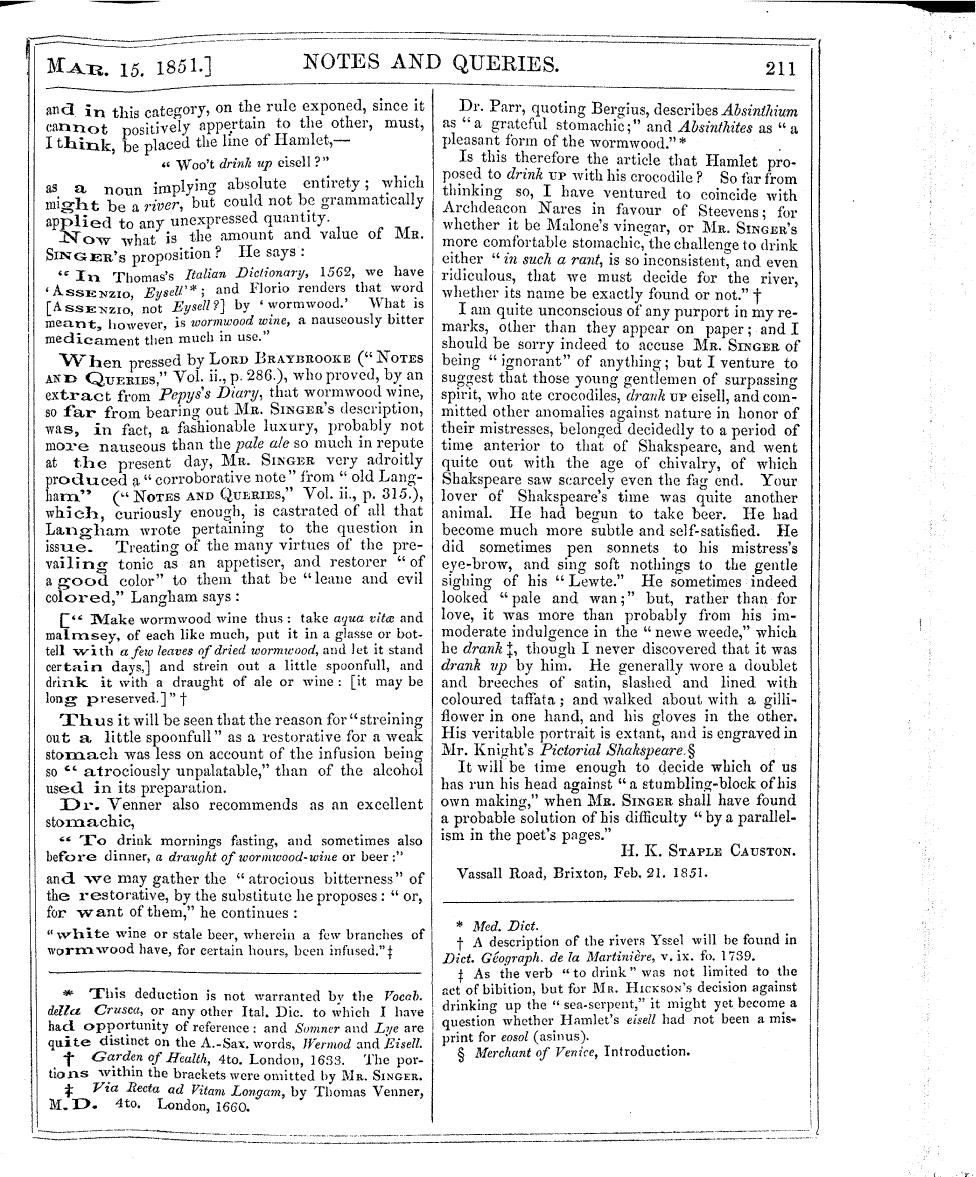 MAR. 15. 1851.] NOTES AND QUERIES. 211
and in this category, on the rule exponed, since it
cannot positively appertain to the other, must,
I think, be placed the line of Hamlet,—
“ Woo't drink up eisell ?”
as a noun implying absolute entirety ; which
might be a river, but could not be grammatically
applied to any unexpressed quantity.
Now what is the amount and value of MR.
SINGER'S proposition ? He says :
“ In Thomas's Italian Dictionary, 1562, we have
‘ ASSENZIO, Eysell’* ; and Florio renders that word
[ASSENZIO, not Eysell?] by ‘ wormwood.’ What is
meant, however, is wormwood wine, a nauseously bitter
medicament then much in use.”
When pressed by LORD BRAYBROOKE (“ NOTES
AND QUERIES,” Vol. ii., p. 286.), who proved, by an
extract from Pepys's Diary, that wormwood wine,
so far from bearing out MR. SINGER'S description,
was, in fact, a fashionable luxury, probably not
more nauseous than the pale ale so much in repute
at the present day, MR. SINGER very adroitly
produced a “ corroborative note ” from “ old Lang-
ham” (“ NOTES AND QUERIES,” Vol. ii., p. 315.),
which, curiously enough, is castrated of all that
Langham wrote pertaining to the question in
issue. Treating of the many virtues of the pre-
vailing tonic as an appetiser, and restorer “ of
a good color” to them that be “ leane and evil
colored,” Langham says :
[“ Make wormwood wine thus : take aqua vitæ and
malmsey, of each like much, put it in a glasse or bot-
tell with a few leaves of dried wormwood, and let it stand
certain days,] and strein out a little spoonfull, and
drink it with a draught of ale or wine : [it may be
long preserved.] ” †
Thus it will be seen that the reason for “ streining
out a little spoonfull ” as a restorative for a weak
stomach was less on account of the infusion being
so “ atrociously unpalatable,” than of the alcohol
used in its preparation.
Dr. Venner also recommends as an excellent
stomachic,
“ To drink mornings fasting, and sometimes also
before dinner, a draught of wormwood-wine or beer :”
and we may gather the “ atrocious bitterness ” of
the restorative, by the substitute he proposes : “ or,
for want of them,” he continues :
“ white wine or stale beer, wherein a few branches of
wormwood have, for certain hours, been infused.” ‡
* This deduction is not warranted by the Vocab.
della Crusca, or any other Ital. Dic. to which I have
had opportunity of reference : and Somner and Lye are
quite distinct on the A.-Sax. words, Wermod and Eisell.
† Garden of Health, 4to. London, 1633. The por-
tions within the brackets were omitted by MR. SINGER.
‡ Via Recta ad Vitam Longam, by Thomas Venner,
M. D. 4to. London, 1660.
Dr. Parr, quoting Bergius, describes Absinthium
as “ a grateful stomachic ;” and Absinthites as “ a
pleasant form of the wormwood.” *
Is this therefore the article that Hamlet pro-
posed to drink UP with his crocodile ? So far from
thinking so, I have ventured to coincide with
Archdeacon Nares in favour of Steevens ; for
whether it be Malone's vinegar, or MR. SINGER'S
more comfortable stomachic, the challenge to drink
either “ in such a rant, is so inconsistent, and even
ridiculous, that we must decide for the river,
whether its name be exactly found or not.” †
I am quite unconscious of any purport in my re-
marks, other than they appear on paper ; and I
should be sorry indeed to accuse MR. SINGER of
being “ ignorant ” of anything ; but I venture to
suggest that those young gentlemen of surpassing
spirit, who ate crocodiles, drank UP eisell, and com-
mitted other anomalies against nature in honor of
their mistresses, belonged decidedly to a period of
time anterior to that of Shakspeare, and went
quite out with the age of chivalry, of which
Shakspeare saw scarcely even the fag end. Your
lover of Shakspeare's time was quite another
animal. He had begun to take beer. He had
become much more subtle and self-satisfied. He
did sometimes pen sonnets to his mistress's
eye-brow, and sing soft nothings to the gentle
sighing of his “ Lewte.” He sometimes indeed
looked “ pale and wan ;” but, rather than for
love, it was more than probably from his im-
moderate indulgence in the “ newe weede,” which
he drank ‡, though I never discovered that it was
drank up by him. He generally wore a doublet
and breeches of satin, slashed and lined with
coloured taffata ; and walked about with a gilli-
flower in one hand, and his gloves in the other.
His veritable portrait is extant, and is engraved in
Mr. Knight's Pictorial Shakspeare. §
It will be time enough to decide which of us
has run his head against “ a stumbling-block of his
own making,” when MR. SINGER shall have found
a probable solution of his difficulty “ by a parallel-
ism in the poet's pages.”
H. K. STAPLE CAUSTON.
Vassall Road, Brixton, Feb. 21. 1851.
* Med. Dict.
† A description of the rivers Yssel will be found in
Dict. Géograph. de la Martinière, v. ix. fo. 1739.
‡ As the verb “ to drink ” was not limited to the
act of bibition, but for MR. HICKSON'S decision against
drinking up the “ sea-serpent,” it might yet become a
question whether Hamlet's eisell had not been a mis-
print for eosol (asinus).
§ Merchant of Venice, Introduction.